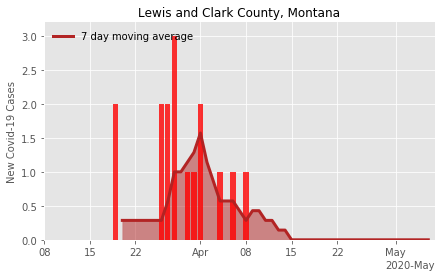 Lewis and Clark County, Montana
7 day moving average
New Covid-19 Cases
3.0
2.5
2.0
1.5
1.0
0.5
0.0
08 15 22 Apr 08 15 22 May
2020-May